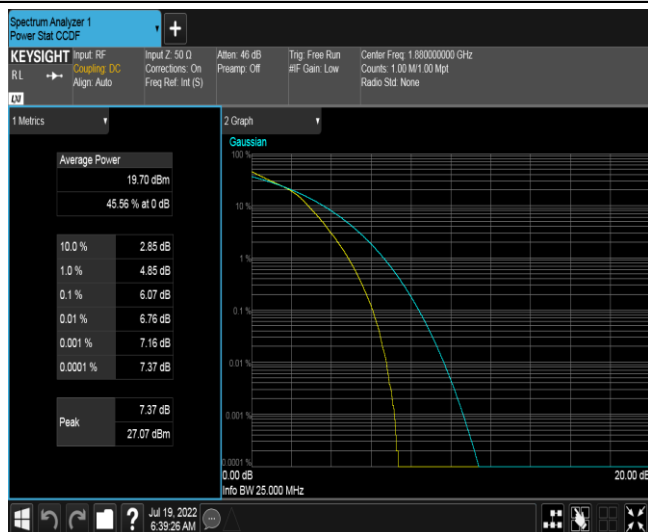 Spectrum Analyzer 1
Power Stat CCDF
KEYSIGHT
RL
LXI
Input: RF
Coupling: DC
Align: Auto
Input Z: 50 Ω
Corrections: On
Freq Ref: Int (S)
Atten: 46 dB
Preamp: Off
Trig: Free Run
#IF Gain: Low
Center Freq: 1.880000000 GHz
Counts: 1.00 M/1.00 Mpt
Radio Std: None
1 Metrics
Average Power
19.70 dBm
45.56 % at 0 dB
10.0 % 2.85 dB
1.0 % 4.85 dB
0.1 % 6.07 dB
0.01 % 6.76 dB
0.001 % 7.16 dB
0.0001 % 7.37 dB
Peak
7.37 dB
27.07 dBm
2 Graph
Gaussian
100 %
10 %
1 %
0.1 %
0.01 %
0.001 %
0.0001 %
0.00 dB 20.00 dB
Info BW 25.000 MHz
?
Jul 19, 2022
6:39:26 AM